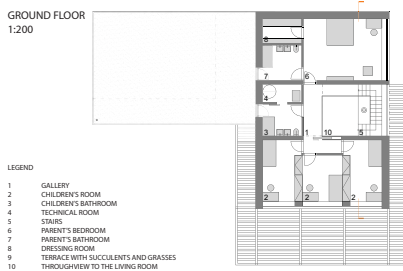 GROUND FLOOR
1:200
8
7
6
4
3
1
10
5
2
2
2
LEGEND
1 GALLERY
2 CHILDREN'S ROOM
3 CHILDREN'S BATHROOM
4 TECHNICAL ROOM
5 STAIRS
6 PARENT'S BEDROOM
7 PARENT'S BATHROOM
8 DRESSING ROOM
9 TERRACE WITH SUCCULENTS AND GRASSES
10 THROUGHVIEW TO THE LIVING ROOM